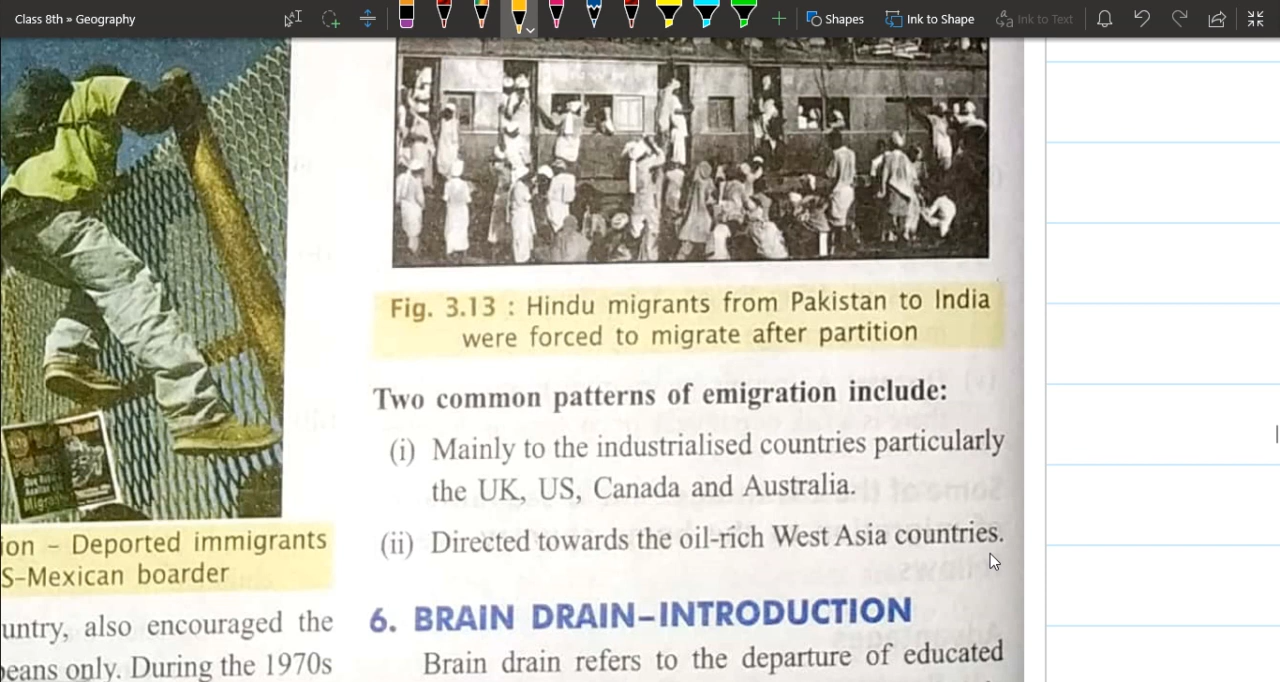 Class 8th » Geography
Shapes
Ink to Shape
Ink to Text
Fig. 3.13 : Hindu migrants from Pakistan to India
were forced to migrate after partition
Two common patterns of emigration include:
(i) Mainly to the industrialised countries particularly
the UK, US, Canada and Australia.
(ii) Directed towards the oil-rich West Asia countries.
6. BRAIN DRAIN–INTRODUCTION
Brain drain refers to the departure of educated
ion – Deported immigrants
S–Mexican boarder
untry, also encouraged the
peans only. During the 1970s